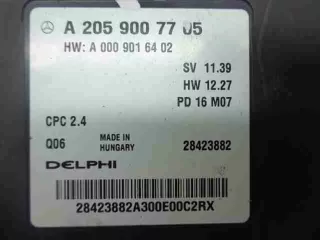 A 205 900 77 05
HW: A 000 901 64 02
SV 11.39
HW 12.27
PD 16 M07
CPC 2.4
Q06 MADE IN HUNGARY 28423882
DELPHI
28423882A300E00C2RX